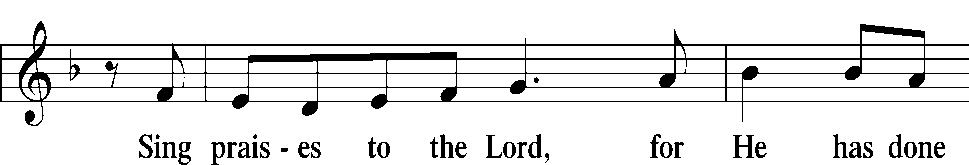 Sing prais - es to the Lord, for He has done